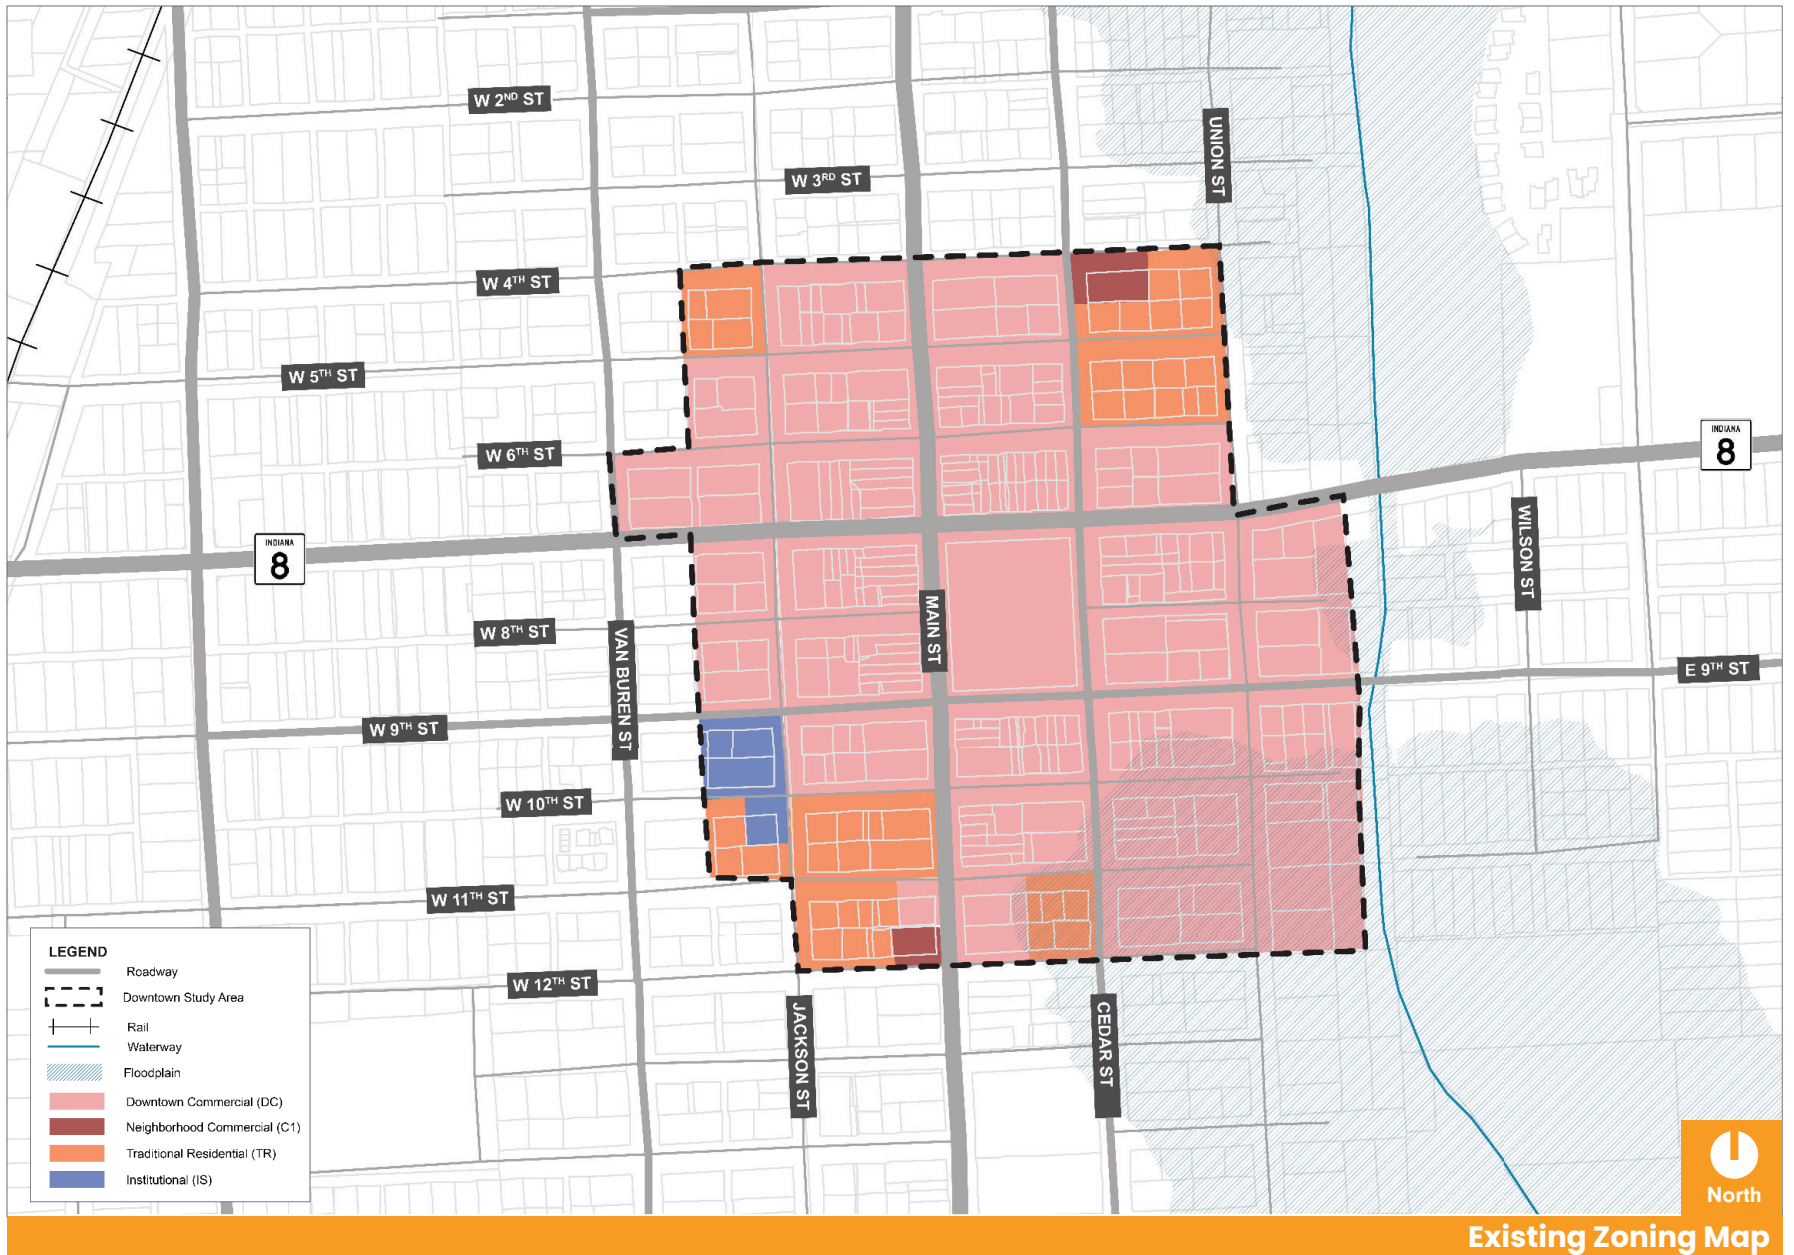 W 2ND ST
UNION ST
W 3RD ST
W 4TH ST
W 5TH ST
W 6TH ST
INDIANA
8
INDIANA
8
WILSON ST
MAIN ST
W 8TH ST
VAN BUREN ST
E 9TH ST
W 9TH ST
W 10TH ST
W 11TH ST
W 12TH ST
JACKSON ST
CEDAR ST
LEGEND
Roadway
Downtown Study Area
Rail
Waterway
Floodplain
Downtown Commercial (DC)
Neighborhood Commercial (C1)
Traditional Residential (TR)
Institutional (IS)
North
Existing Zoning Map